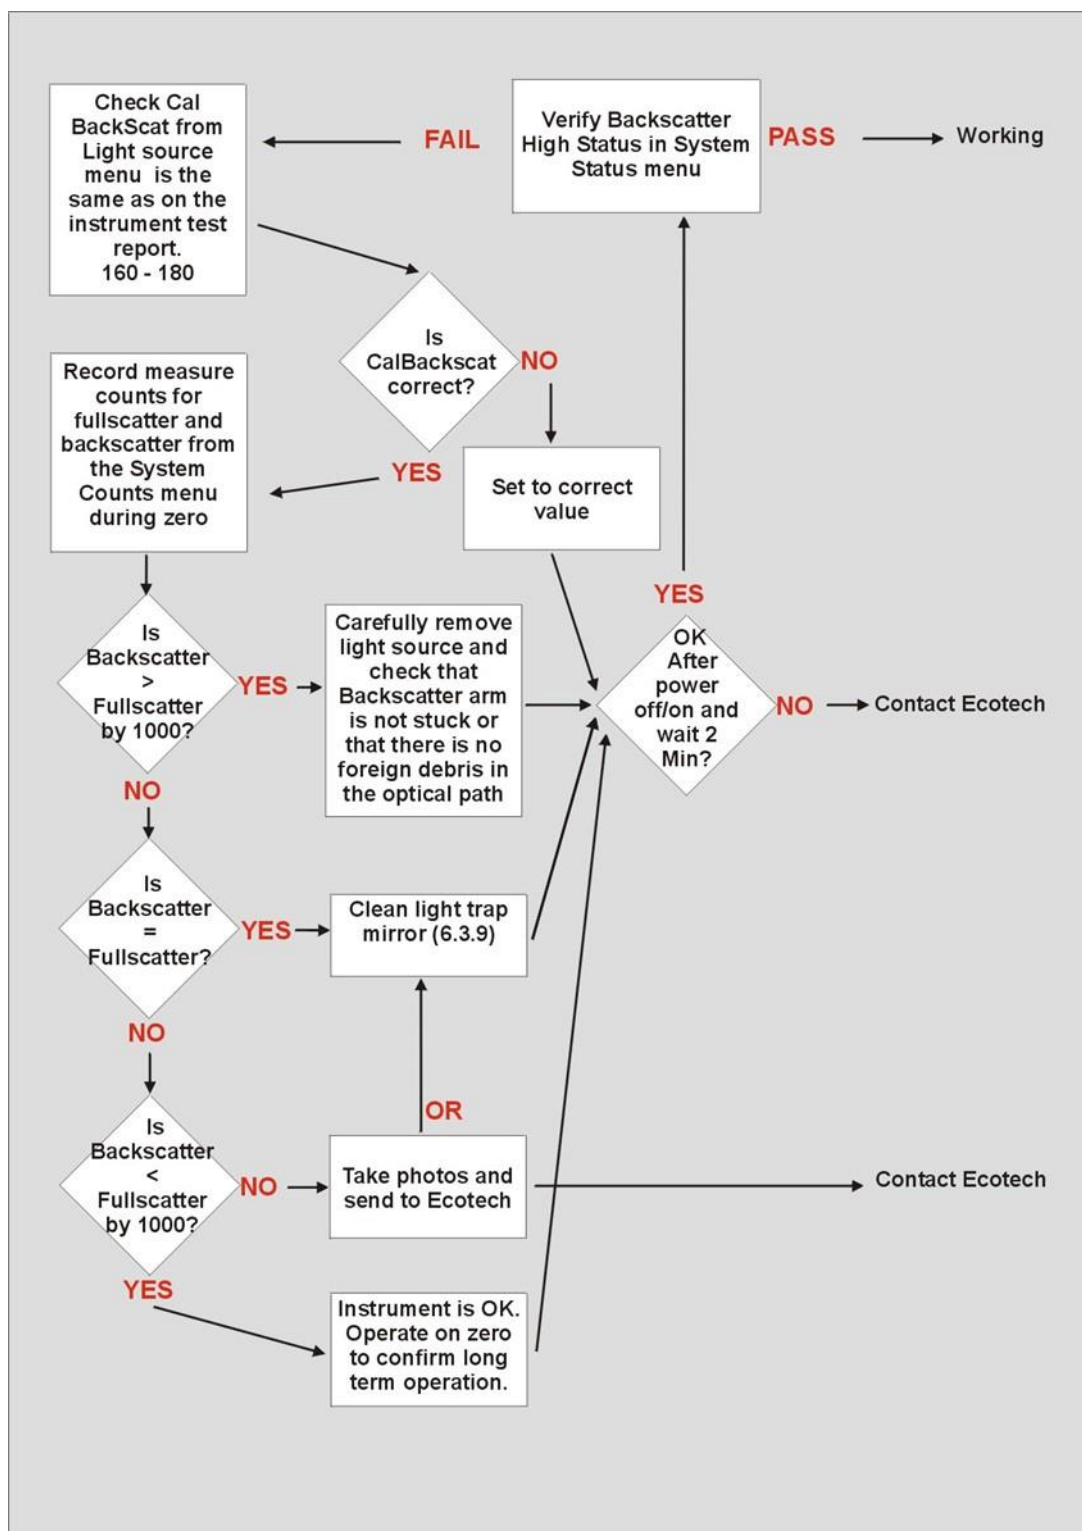 Check Cal
BackScat from
Light source
menu is the
same as on the
instrument test
report.
160 - 180
FAIL
Verify Backscatter
High Status in System
Status menu
PASS
Working
Is
CalBackscat
correct?
NO
YES
Record measure
counts for
fullscatter and
backscatter from
the System
Counts menu
during zero
Set to correct
value
Is
Backscatter
>
Fullscatter
by 1000?
YES
NO
Carefully remove
light source and
check that
Backscatter arm
is not stuck or
that there is no
foreign debris in
the optical path
YES
OK
After
power
off/on and
wait 2
Min?
NO
Contact Ecotech
Is
Backscatter
=
Fullscatter?
YES
NO
Clean light trap
mirror (6.3.9)
OR
Is
Backscatter
<
Fullscatter
by 1000?
NO
YES
Take photos and
send to Ecotech
Contact Ecotech
Instrument is OK.
Operate on zero
to confirm long
term operation.